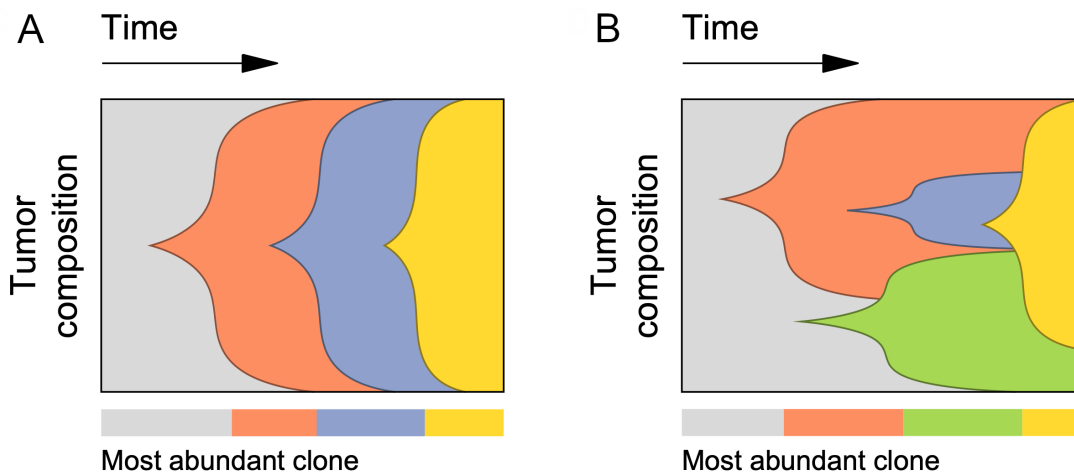 A
Time
Tumor
composition
Most abundant clone
B
Time
Tumor
composition
Most abundant clone